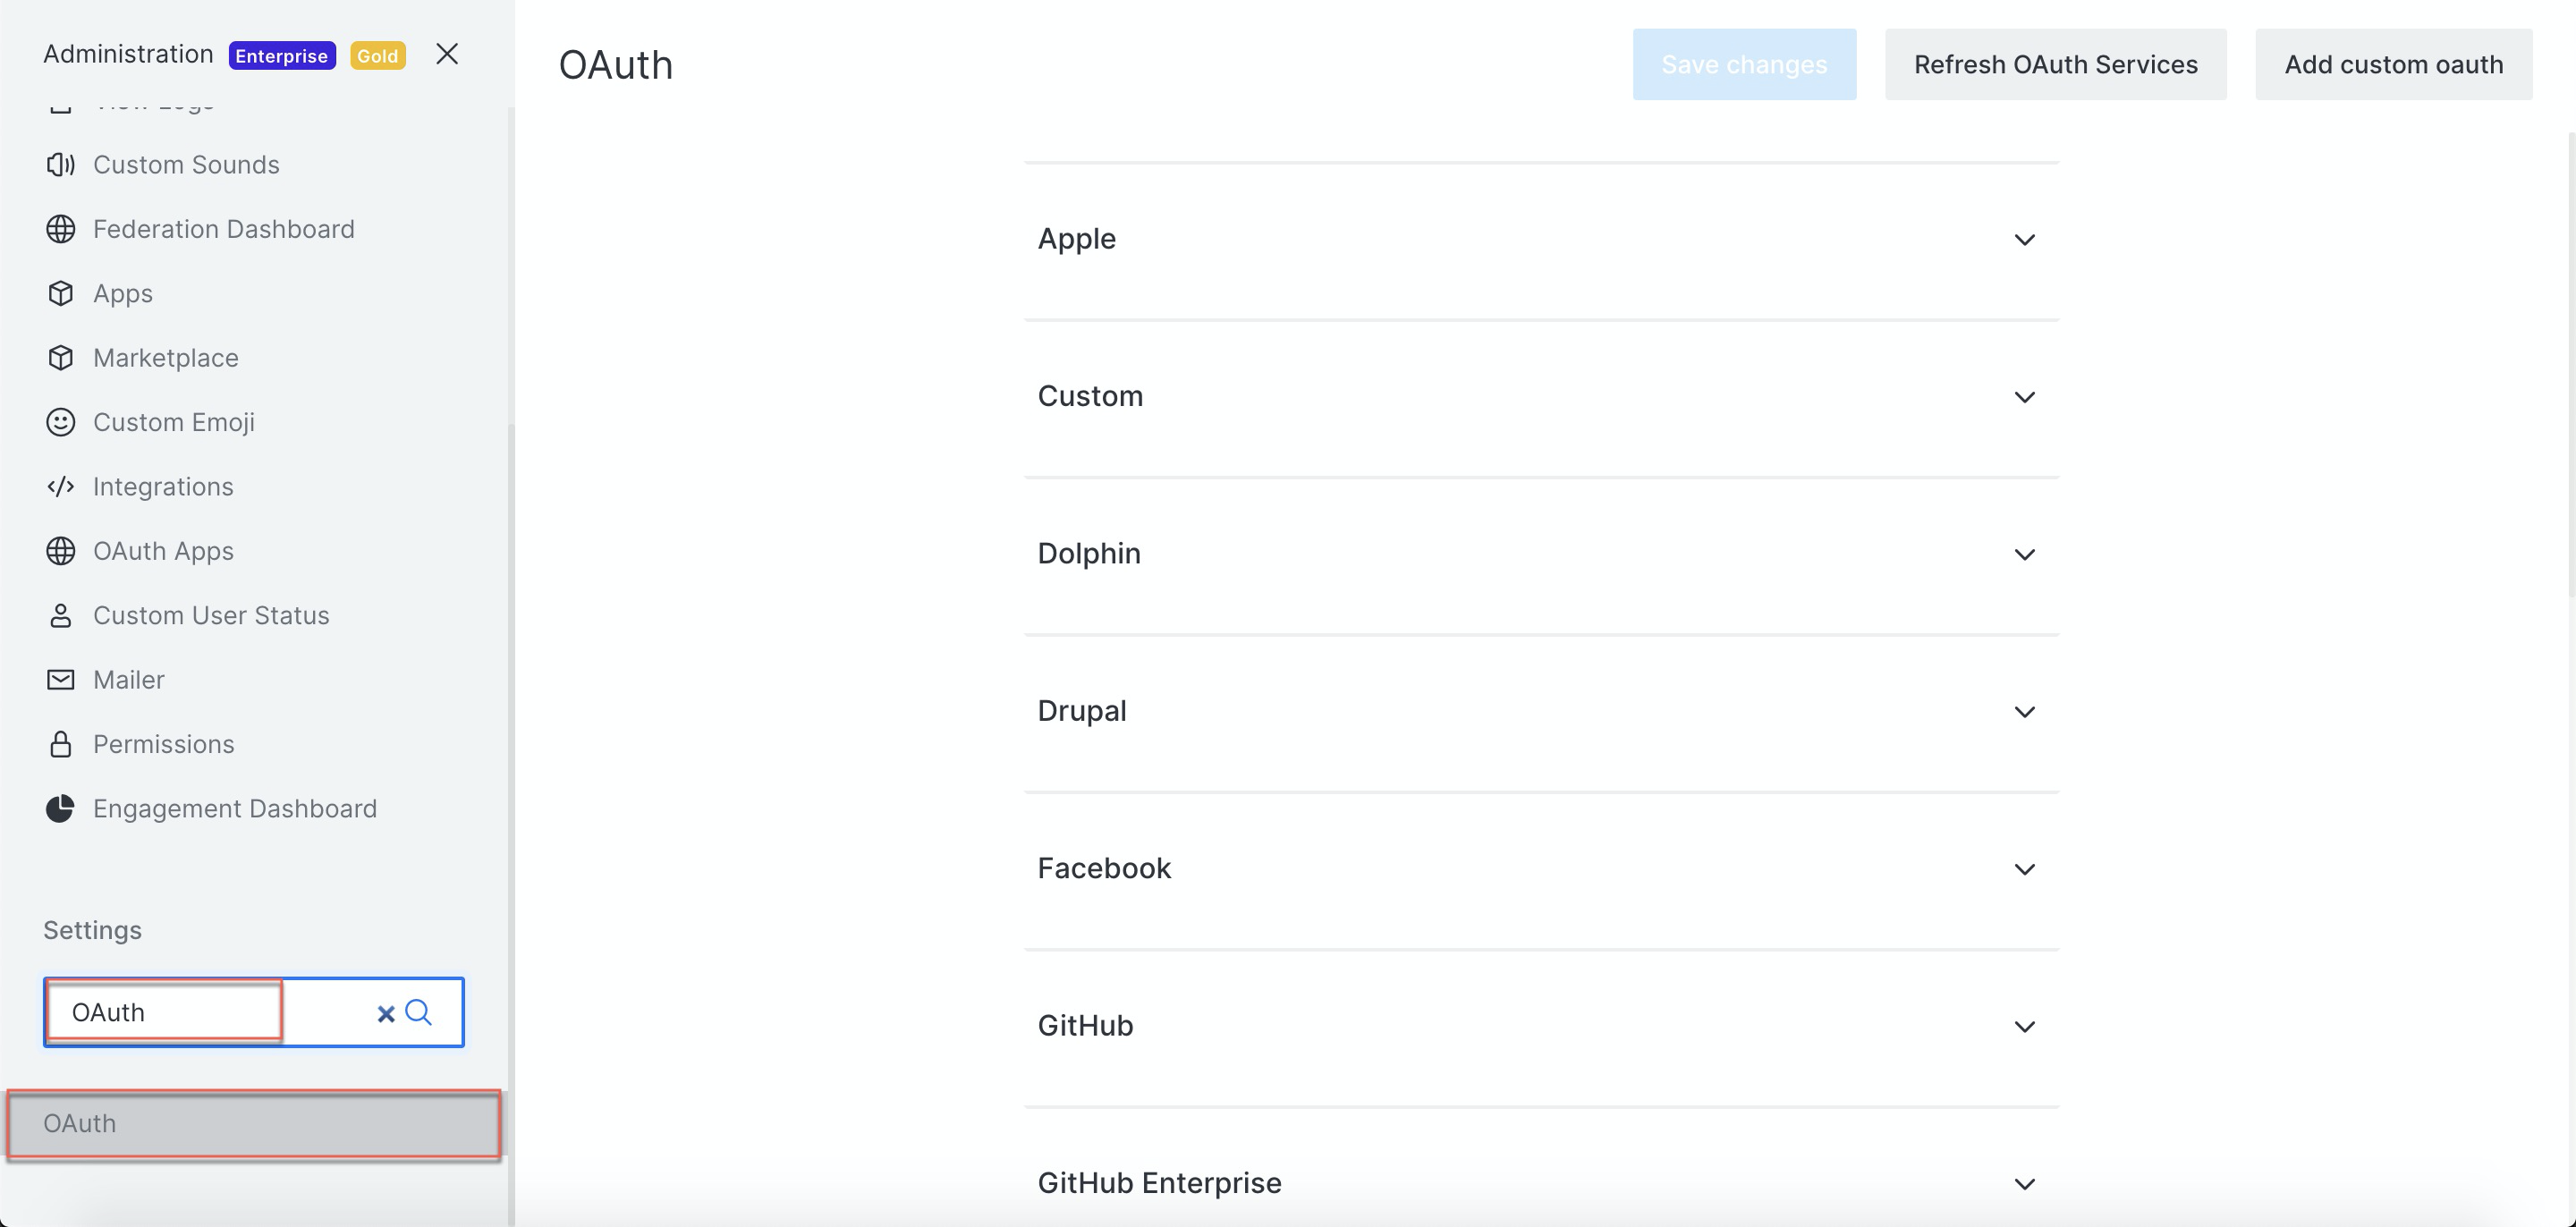 Administration Enterprise Gold
Custom Sounds
Federation Dashboard
Apps
Marketplace
Custom Emoji
Integrations
OAuth Apps
Custom User Status
Mailer
Permissions
Engagement Dashboard
Settings
OAuth
OAuth
OAuth
Save changes
Refresh OAuth Services
Add custom oauth
Apple
Custom
Dolphin
Drupal
Facebook
GitHub
GitHub Enterprise